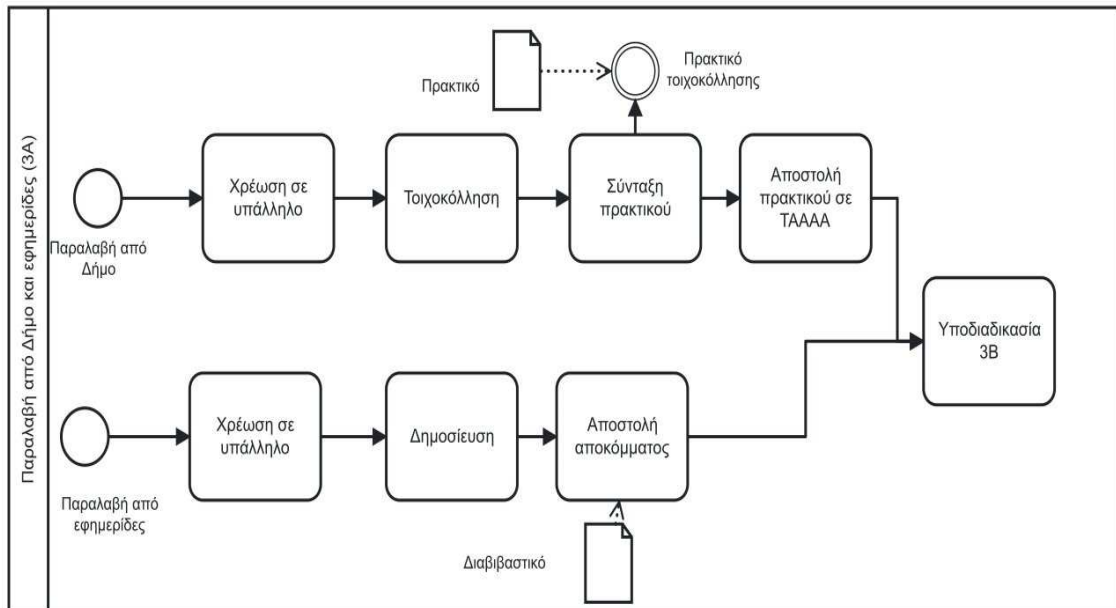 Παραλαβή από Δήμο και εφημερίδες (3Α)
Πρακτικό
Πρακτικό
τοιχοκόλλησης
Παραλαβή από
Δήμο
Χρέωση σε
υπάλληλο
Τοιχοκόλληση
Σύνταξη
πρακτικού
Αποστολή
πρακτικού σε
ΤΑΑΑΑ
Υποδιαδικασία
3Β
Παραλαβή από
εφημερίδες
Χρέωση σε
υπάλληλο
Δημοσίευση
Αποστολή
αποκόμματος
Διαβιβαστικό